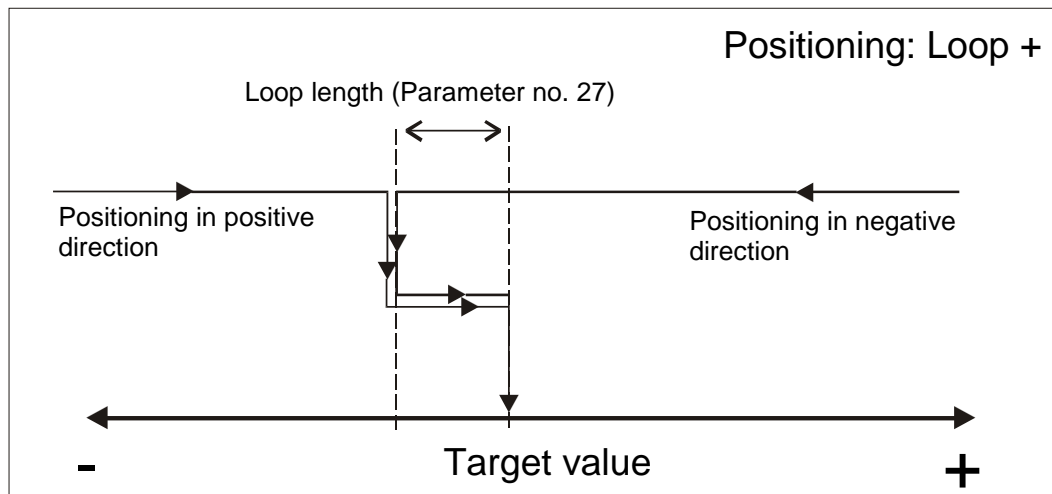 Positioning: Loop +
Loop length (Parameter no. 27)
Positioning in positive
direction
Positioning in negative
direction
-
Target value
+